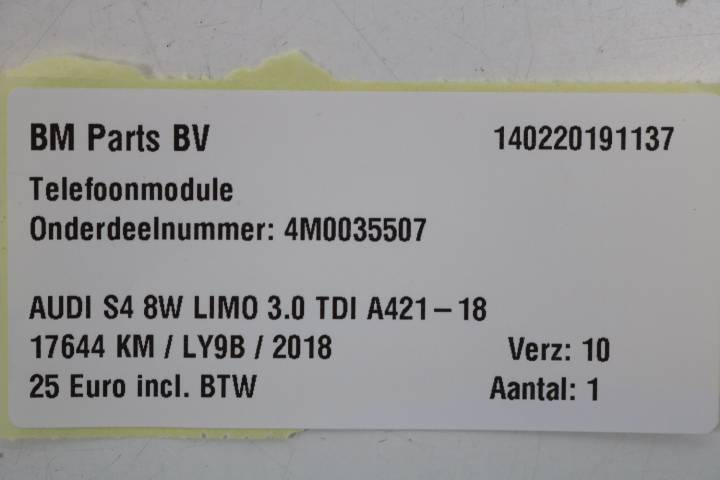 BM Parts BV 140220191137
Telefoonmodule
Onderdeelnummer: 4M0035507
AUDI S4 8W LIMO 3.0 TDI A421-18
17644 KM / LY9B / 2018 Verz: 10
25 Euro incl. BTW Aantal: 1